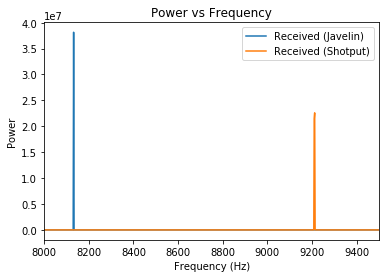 Power vs Frequency
1e7
Received (Javelin)
Received (Shotput)
4.0
3.5
3.0
2.5
2.0
1.5
1.0
0.5
0.0
Power
8000 8200 8400 8600 8800 9000 9200 9400
Frequency (Hz)